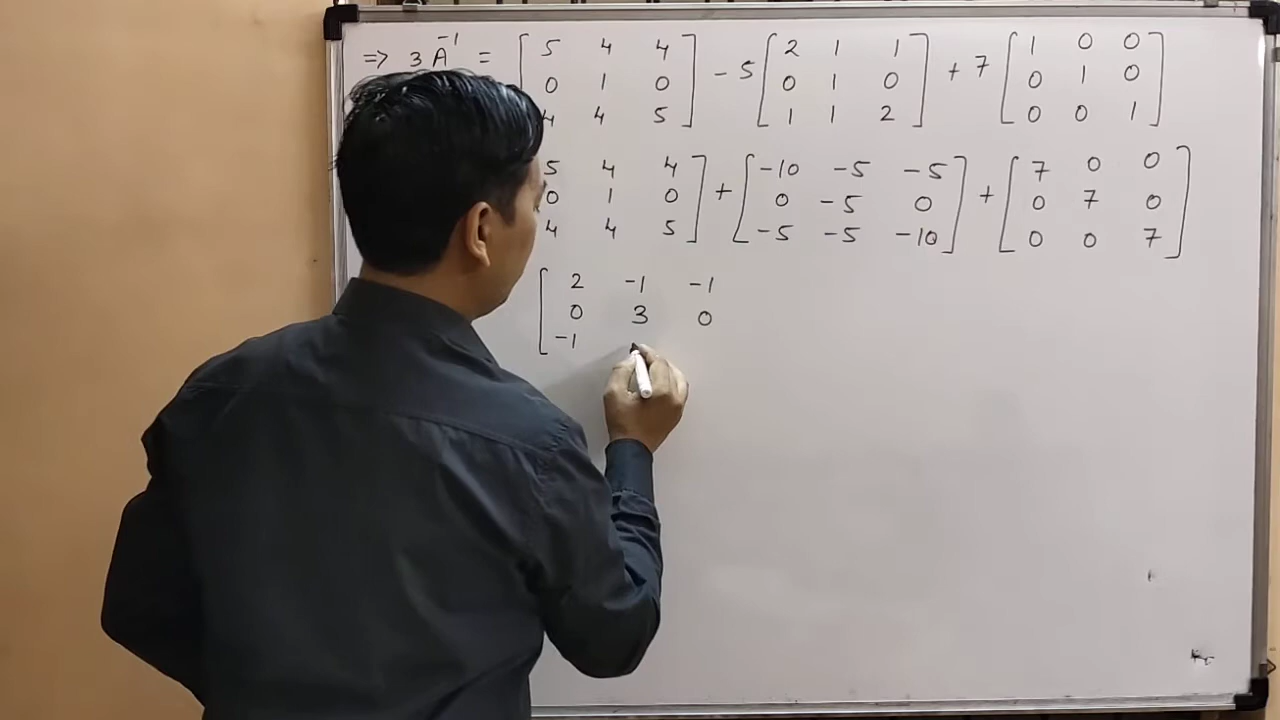 => 3 A⁻¹ = [ 5 4 4 ] - 5 [ 2 1 1 ] + 7 [ 1 0 0 ]
0 1 0 0 1 0 0 1 0
4 4 5 1 1 2 0 0 1
5 4 4 ] + [ -10 -5 -5 ] + [ 7 0 0 ]
0 1 0 0 -5 0 0 7 0
4 4 5 -5 -5 -10 0 0 7
[ 2 -1 -1
0 3 0
-1